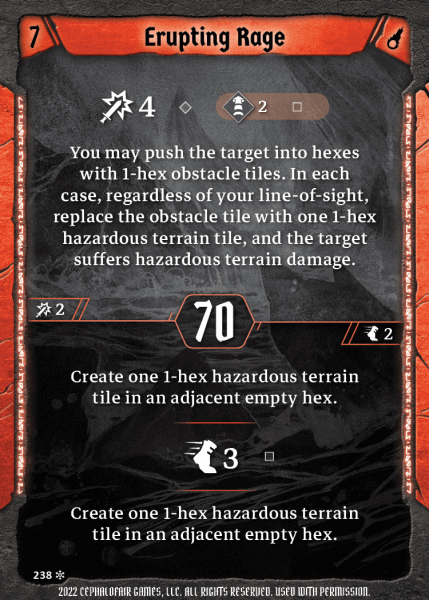 7
Erupting Rage
4
2
You may push the target into hexes
with 1-hex obstacle tiles. In each
case, regardless of your line-of-sight,
replace the obstacle tile with one 1-hex
hazardous terrain tile, and the target
suffers hazardous terrain damage.
2
70
2
Create one 1-hex hazardous terrain
tile in an adjacent empty hex.
3
Create one 1-hex hazardous terrain
tile in an adjacent empty hex.
238
2022 CEPHALOFAIR GAMES, LLC. ALL RIGHTS RESERVED. USED WITH PERMISSION.